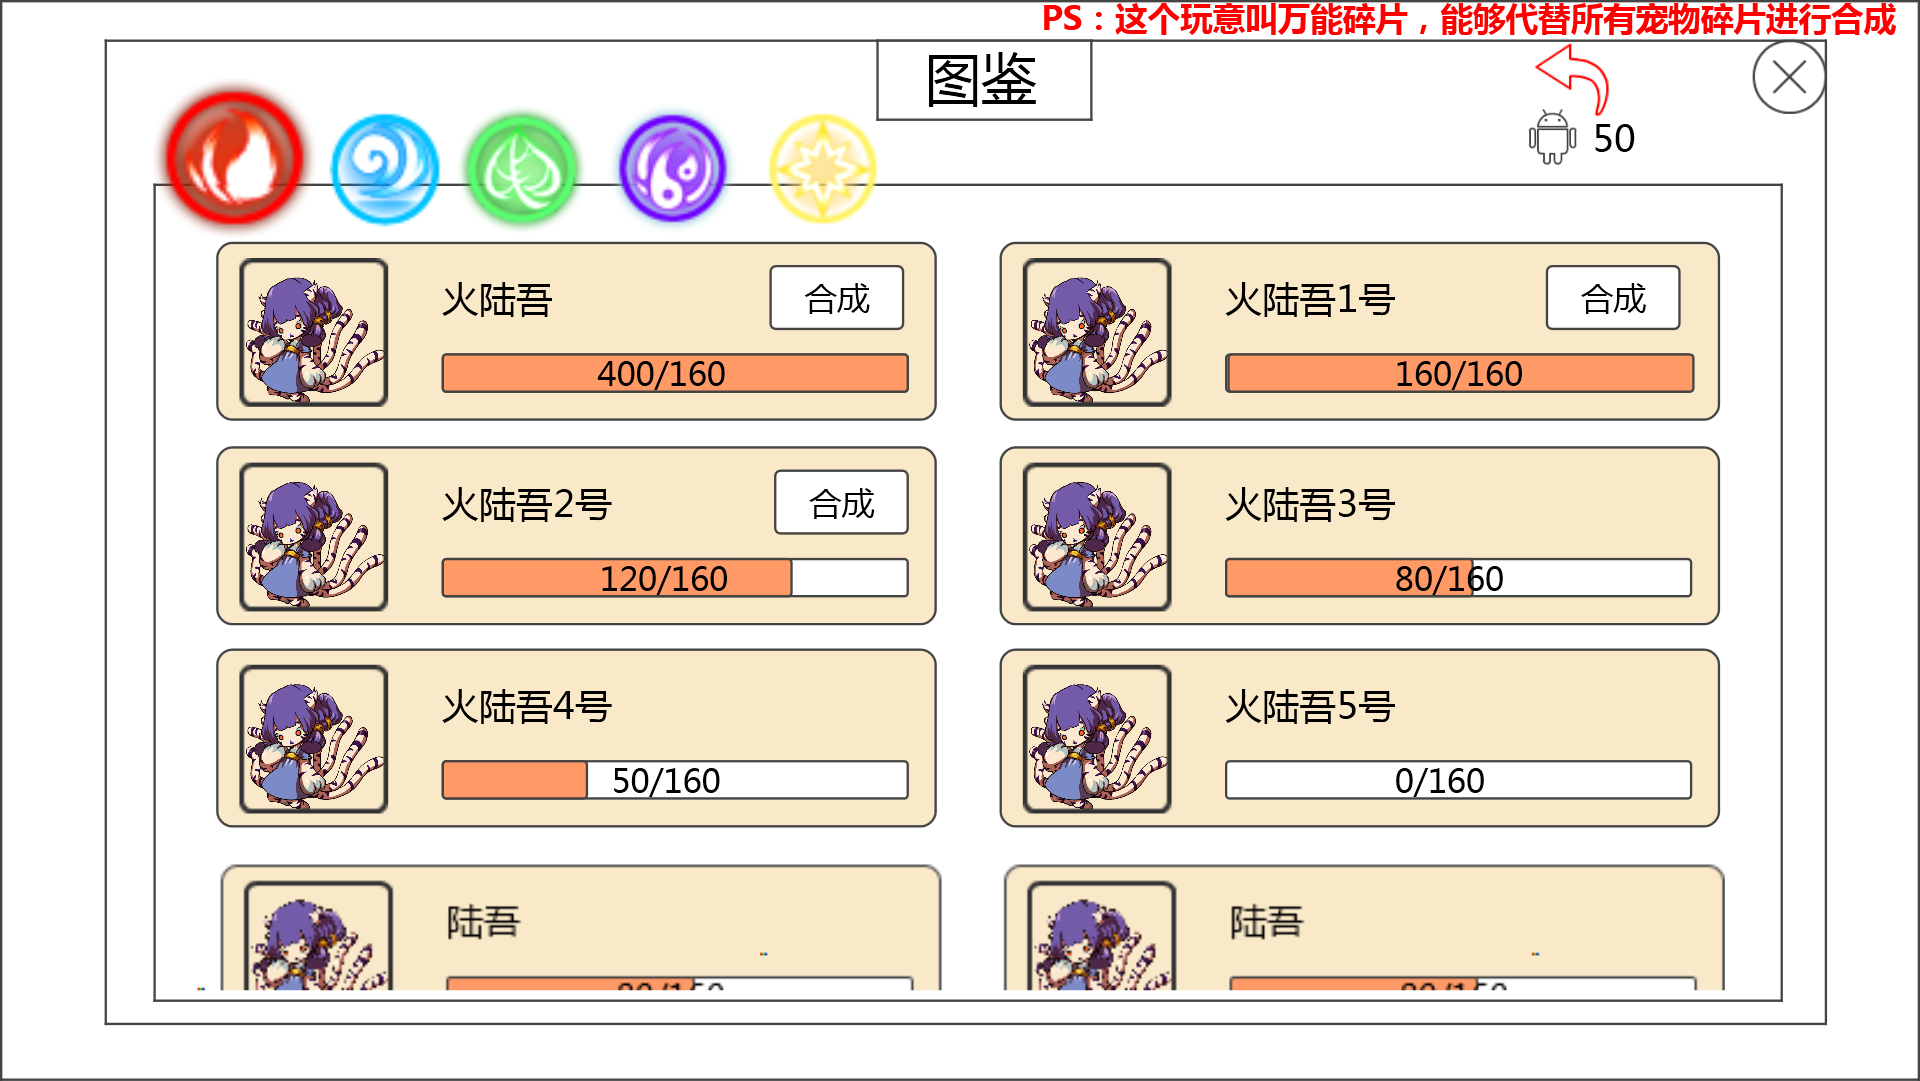 PS：这个玩意叫万能碎片，能够代替所有宠物碎片进行合成
图鉴
50
火陆吾
合成
400/160
火陆吾1号
合成
160/160
火陆吾2号
合成
120/160
火陆吾3号
80/160
火陆吾4号
50/160
火陆吾5号
0/160
陆吾
陆吾